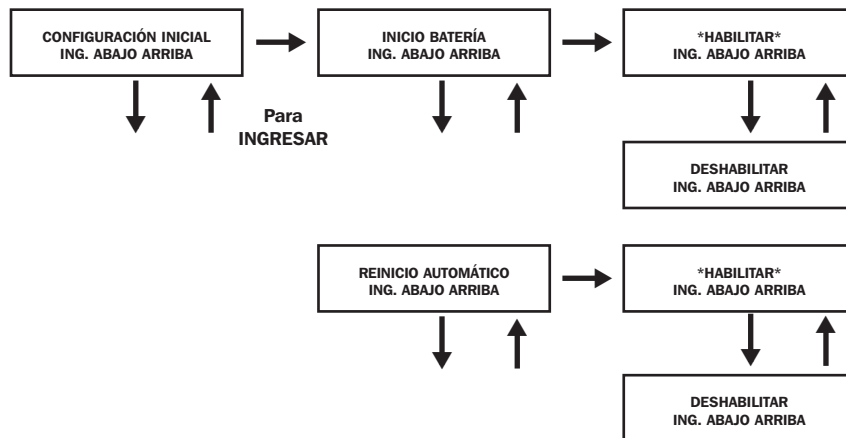 CONFIGURACIÓN INICIAL
ING. ABAJO ARRIBA
INICIO BATERÍA
ING. ABAJO ARRIBA
*HABILITAR*
ING. ABAJO ARRIBA
Para
INGRESAR
DESHABILITAR
ING. ABAJO ARRIBA
REINICIO AUTOMÁTICO
ING. ABAJO ARRIBA
*HABILITAR*
ING. ABAJO ARRIBA
DESHABILITAR
ING. ABAJO ARRIBA